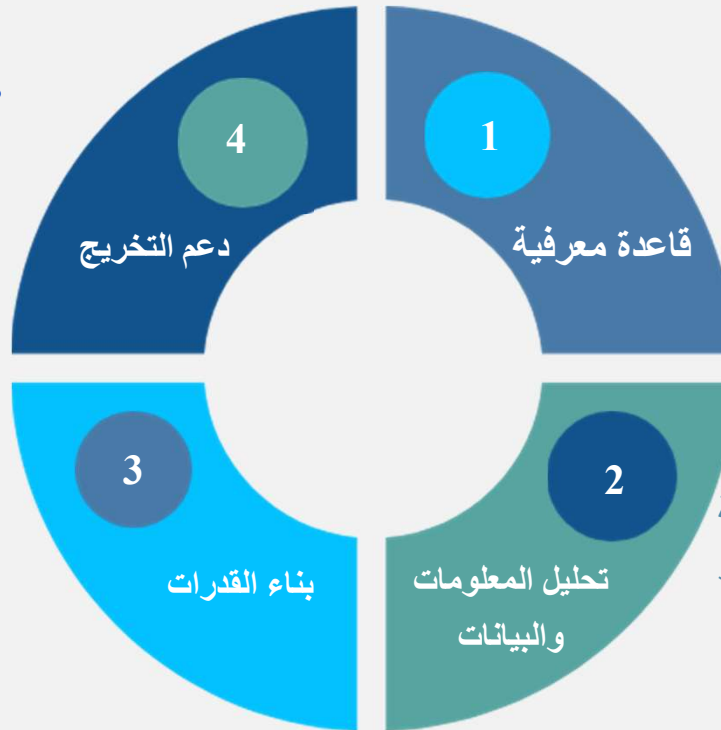 1
قاعدة معرفية
2
تحليل المعلومات
والبيانات
3
بناء القدرات
4
دعم التخريج